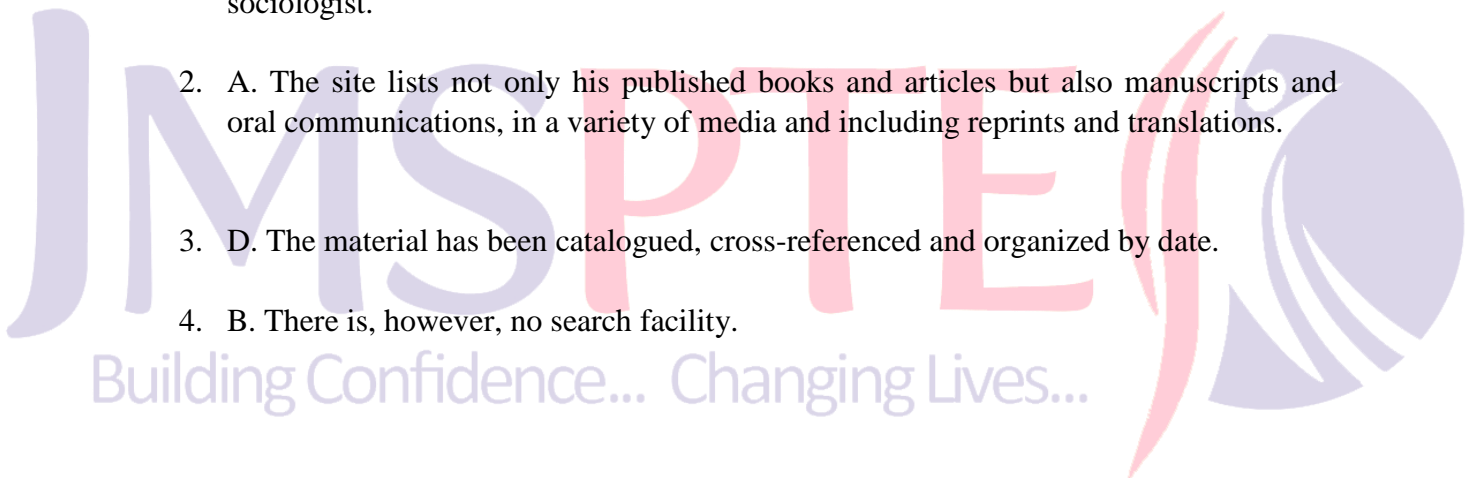 sociologist.
2. A. The site lists not only his published books and articles but also manuscripts and
oral communications, in a variety of media and including reprints and translations.
3. D. The material has been catalogued, cross-referenced and organized by date.
4. B. There is, however, no search facility.
JMSPTE
Building Confidence... Changing Lives...